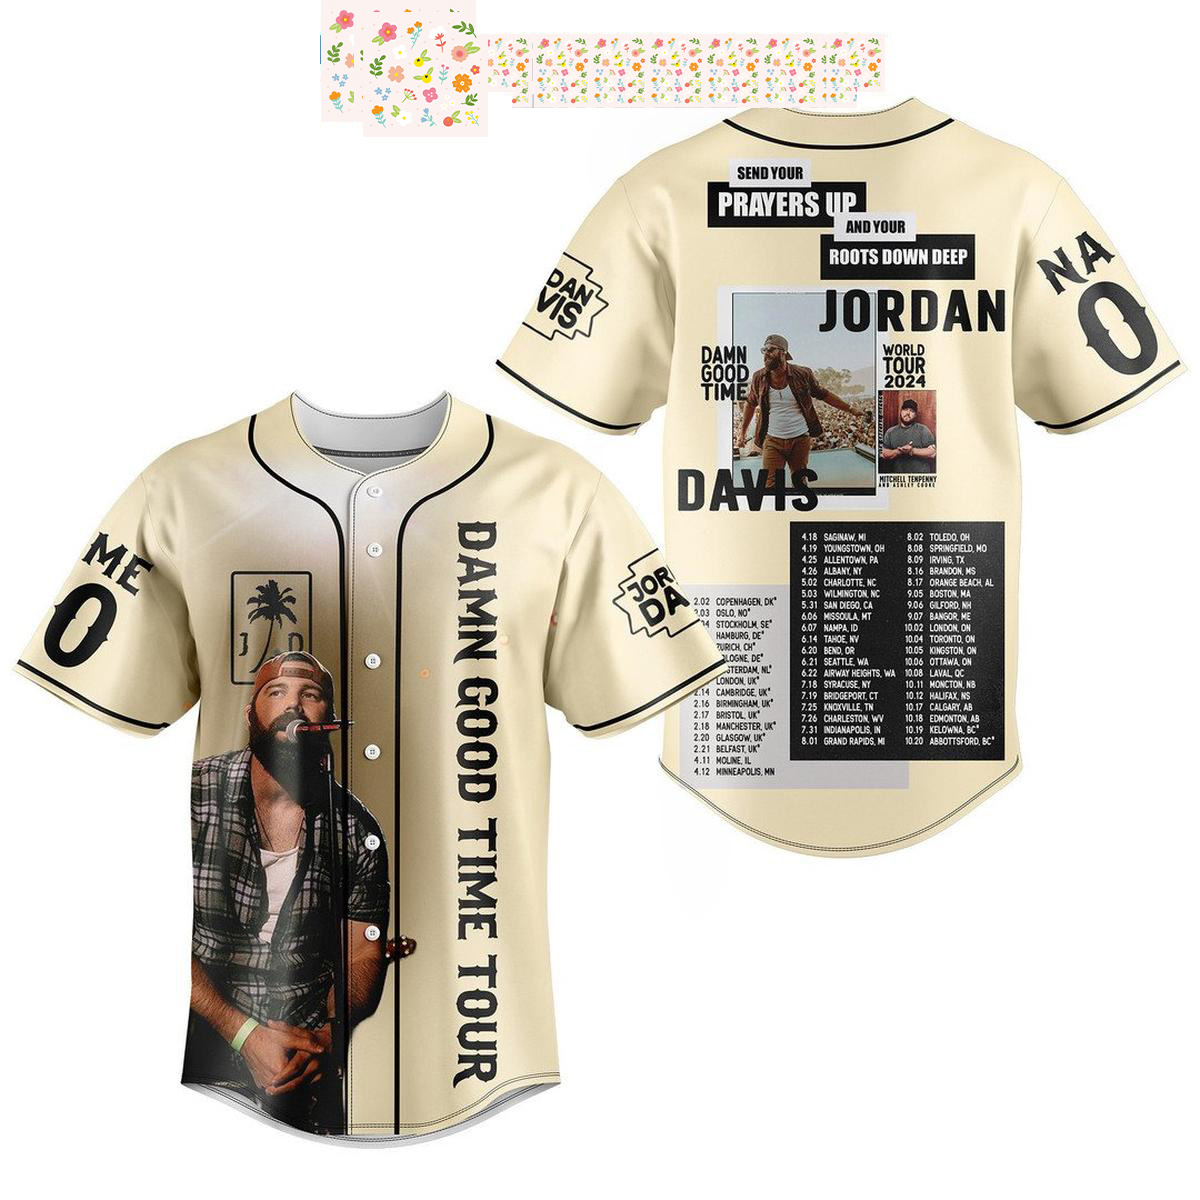 SEND YOUR
PRAYERS UP
AND YOUR
ROOTS DOWN DEEP
JORDAN
DAMN
GOOD
TIME
WORLD
TOUR
2024
MITCHELL TENPENNY
AND ASHLEY COOKE
DAVIS
DAN
VIS
NA
0
2.02 COPENHAGEN, DK*
.03 OSLO, NO*
04 STOCKHOLM, SE*
HAMBURG, DE*
URICH, CH*
OLOGNE, DE*
STERDAM, NL*
LONDON, UK*
2.14 CAMBRIDGE, UK*
2.16 BIRMINGHAM, UK*
2.17 BRISTOL, UK*
2.18 MANCHESTER, UK*
2.20 GLASGOW, UK*
2.21 BELFAST, UK*
4.11 MOLINE, IL
4.12 MINNEAPOLIS, MN
4.18 SAGINAW, MI
4.19 YOUNGSTOWN, OH
4.25 ALLENTOWN, PA
4.26 ALBANY, NY
5.02 CHARLOTTE, NC
5.03 WILMINGTON, NC
5.31 SAN DIEGO, CA
6.06 MISSOULA, MT
6.07 NAMPA, ID
6.14 TAHOE, NV
6.20 BEND, OR
6.21 SEATTLE, WA
6.22 AIRWAY HEIGHTS, WA
7.18 SYRACUSE, NY
7.19 BRIDGEPORT, CT
7.25 KNOXVILLE, TN
7.26 CHARLESTON, WV
7.31 INDIANAPOLIS, IN
8.01 GRAND RAPIDS, MI
8.02 TOLEDO, OH
8.08 SPRINGFIELD, MO
8.09 IRVING, TX
8.16 BRANDON, MS
8.17 ORANGE BEACH, AL
9.05 BOSTON, MA
9.06 GILFORD, NH
9.07 BANGOR, ME
10.02 LONDON, ON
10.04 TORONTO, ON
10.05 KINGSTON, ON
10.06 OTTAWA, ON
10.08 LAVAL, QC
10.11 MONCTON, NB
10.12 HALIFAX, NS
10.17 CALGARY, AB
10.18 EDMONTON, AB
10.19 KELOWNA, BC*
10.20 ABBOTTSFORD, BC*
ME
0
J D
DAMN GOOD TIME TOUR
JOR
DA